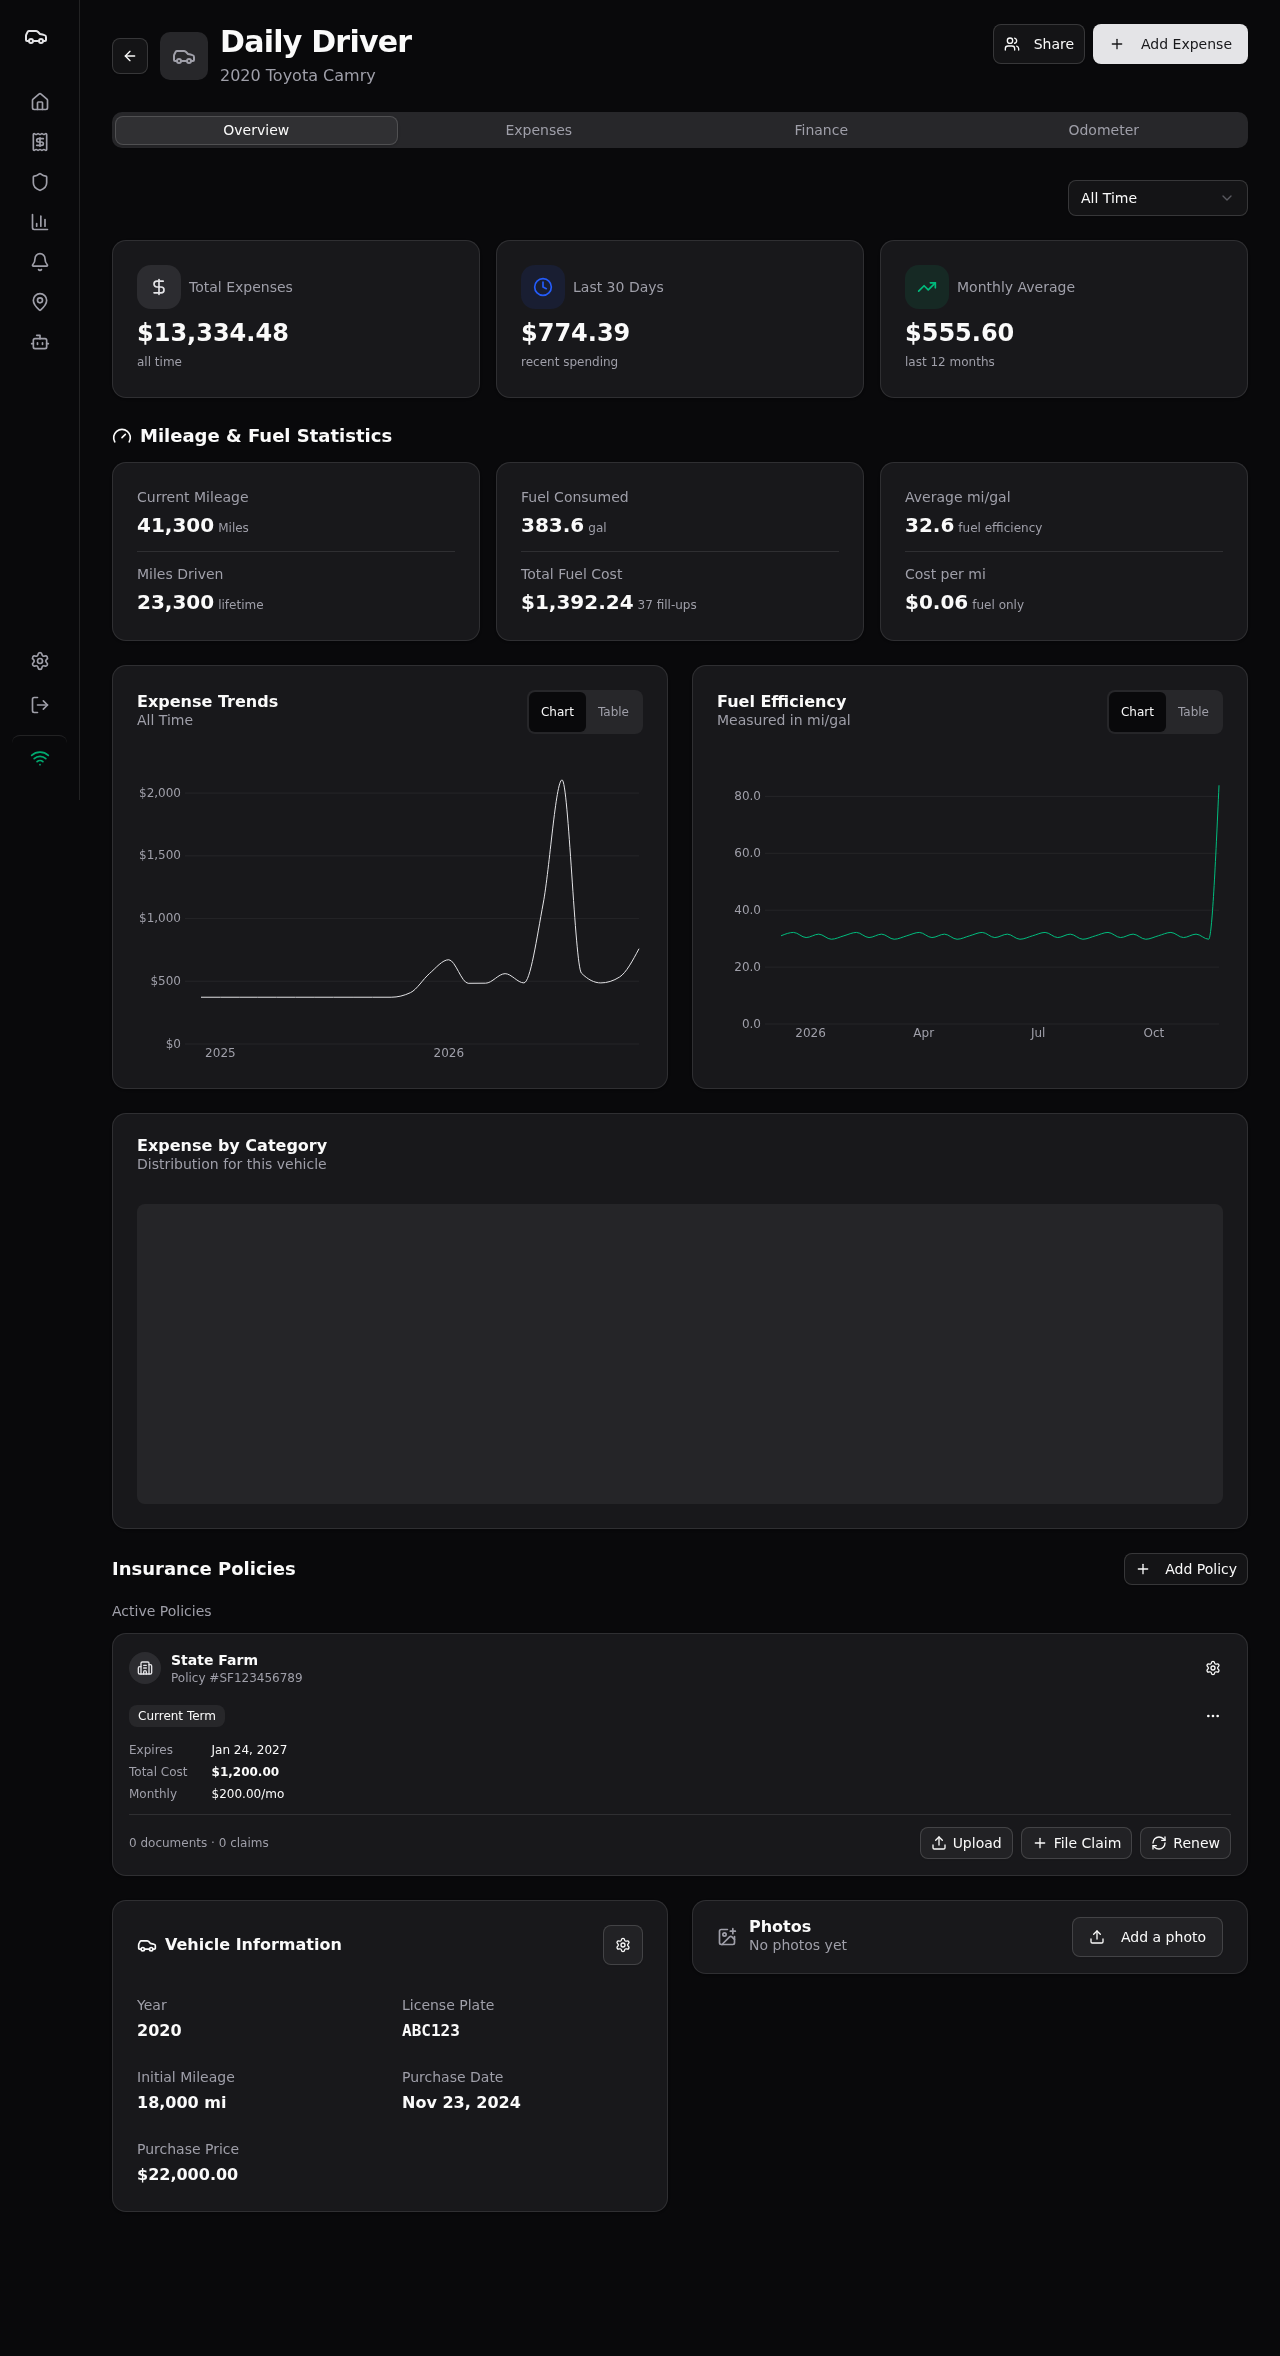 Daily Driver
2020 Toyota Camry
Share
Add Expense
Overview
Expenses
Finance
Odometer
All Time
Total Expenses
$13,334.48
all time
Last 30 Days
$774.39
recent spending
Monthly Average
$555.60
last 12 months
Mileage & Fuel Statistics
Current Mileage
41,300 Miles
Miles Driven
23,300 lifetime
Fuel Consumed
383.6 gal
Total Fuel Cost
$1,392.24 37 fill-ups
Average mi/gal
32.6 fuel efficiency
Cost per mi
$0.06 fuel only
Expense Trends
All Time
Chart
Table
$2,000
$1,500
$1,000
$500
$0
2025
2026
Fuel Efficiency
Measured in mi/gal
Chart
Table
80.0
60.0
40.0
20.0
0.0
2026
Apr
Jul
Oct
Expense by Category
Distribution for this vehicle
Insurance Policies
Add Policy
Active Policies
State Farm
Policy #SF123456789
Current Term
Expires Jan 24, 2027
Total Cost $1,200.00
Monthly $200.00/mo
0 documents · 0 claims
Upload
File Claim
Renew
Vehicle Information
Year
2020
License Plate
ABC123
Initial Mileage
18,000 mi
Purchase Date
Nov 23, 2024
Purchase Price
$22,000.00
Photos
No photos yet
Add a photo